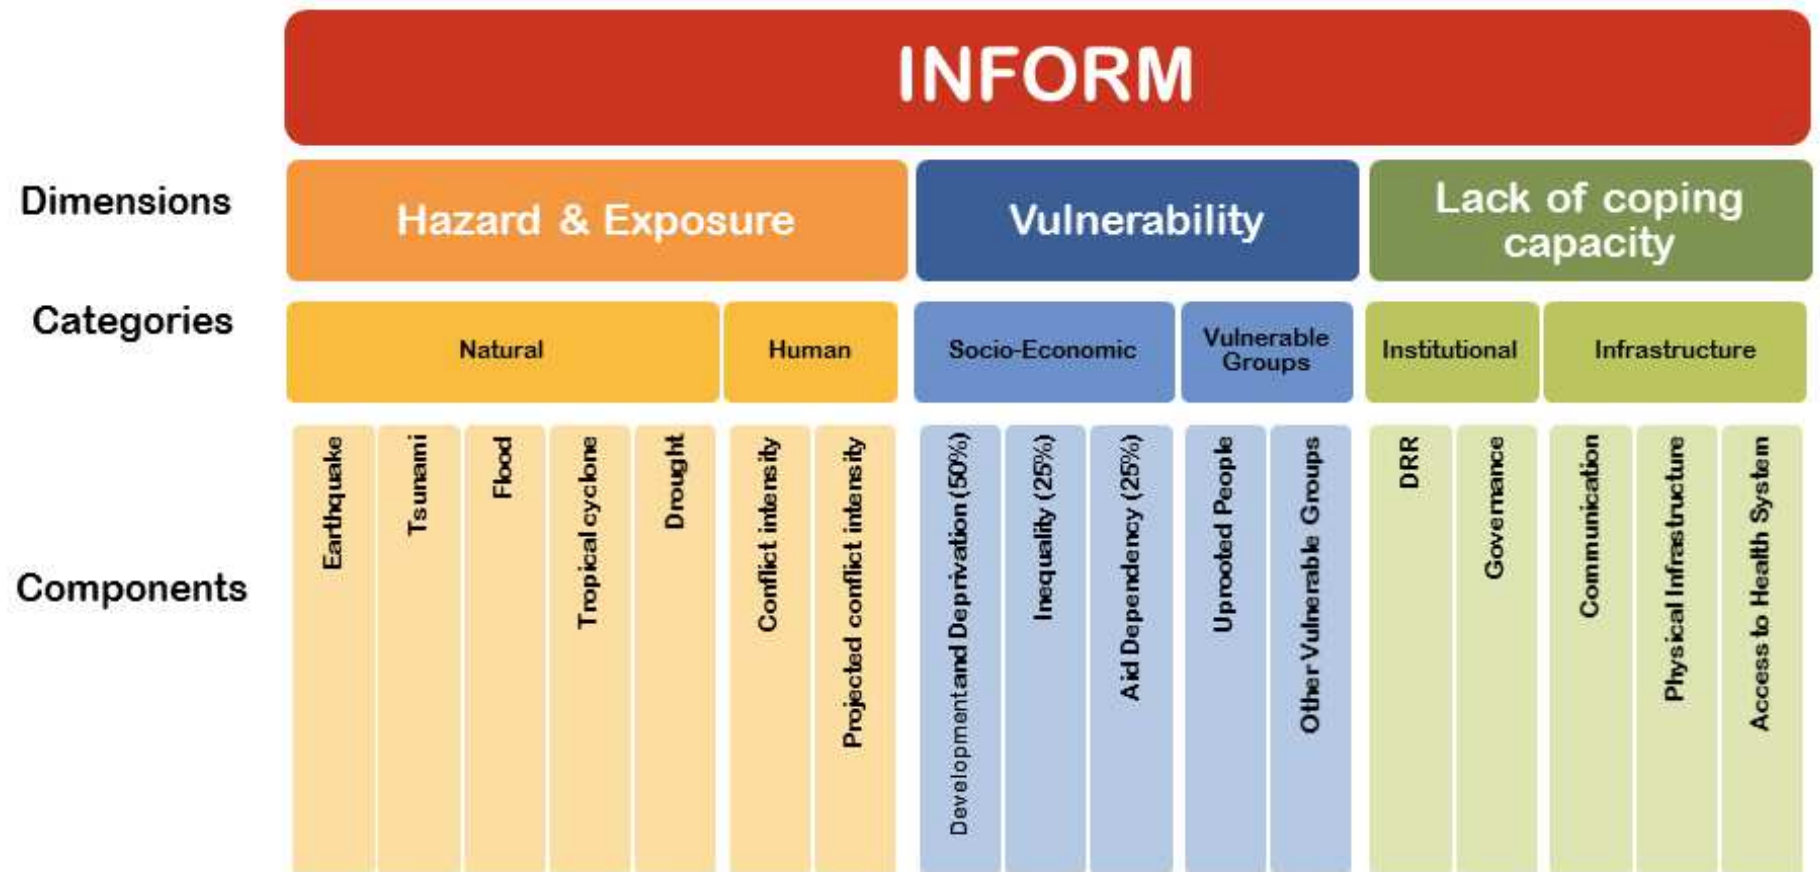 INFORM
Dimensions
Hazard & Exposure
Vulnerability
Lack of coping
capacity
Categories
Natural
Human
Socio-Economic
Vulnerable
Groups
Institutional
Infrastructure
Components
Earthquake
Tsunami
Flood
Tropical cyclone
Drought
Conflict intensity
Projected conflict intensity
Development and Deprivation (50%)
Inequality (25%)
Aid Dependency (25%)
Uprooted People
Other Vulnerable Groups
DRR
Governance
Communication
Physical Infrastructure
Access to Health System